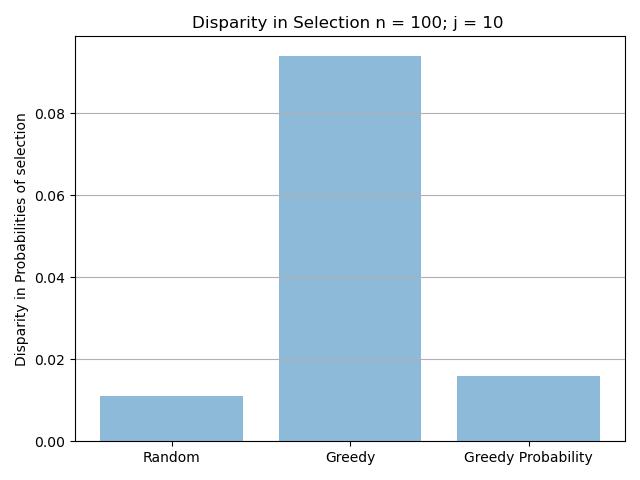 Disparity in Selection n = 100; j = 10
Disparity in Probabilities of selection
0.08
0.06
0.04
0.02
0.00
Random
Greedy
Greedy Probability